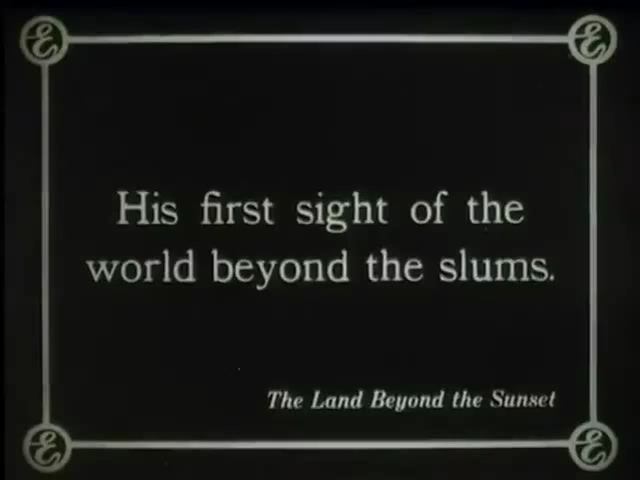 His first sight of the
world beyond the slums.
The Land Beyond the Sunset